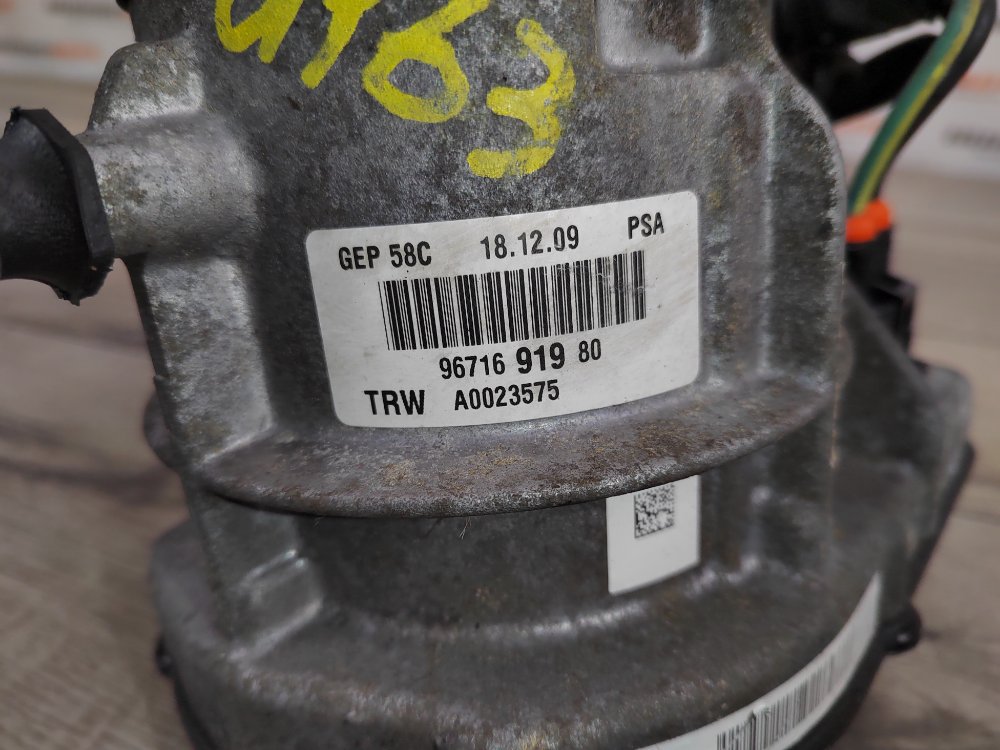 GEP 58C 18.12.09 PSA
96716 919 80
TRW A0023575